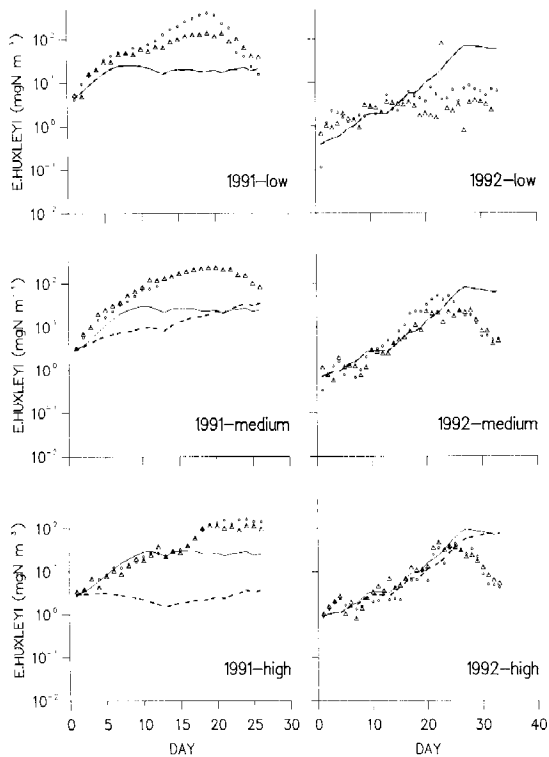 E.HUXLEYI (mgN m⁻³)
10²
10¹
10⁰
10⁻¹
10⁻²
1991-low
1992-low
E.HUXLEYI (mgN m⁻³)
10²
10¹
10⁰
10⁻¹
10⁻²
1991-medium
1992-medium
E.HUXLEYI (mgN m⁻³)
10²
10¹
10⁰
10⁻¹
10⁻²
1991-high
1992-high
0 5 10 15 20 25 30
0 10 20 30 40
DAY
DAY